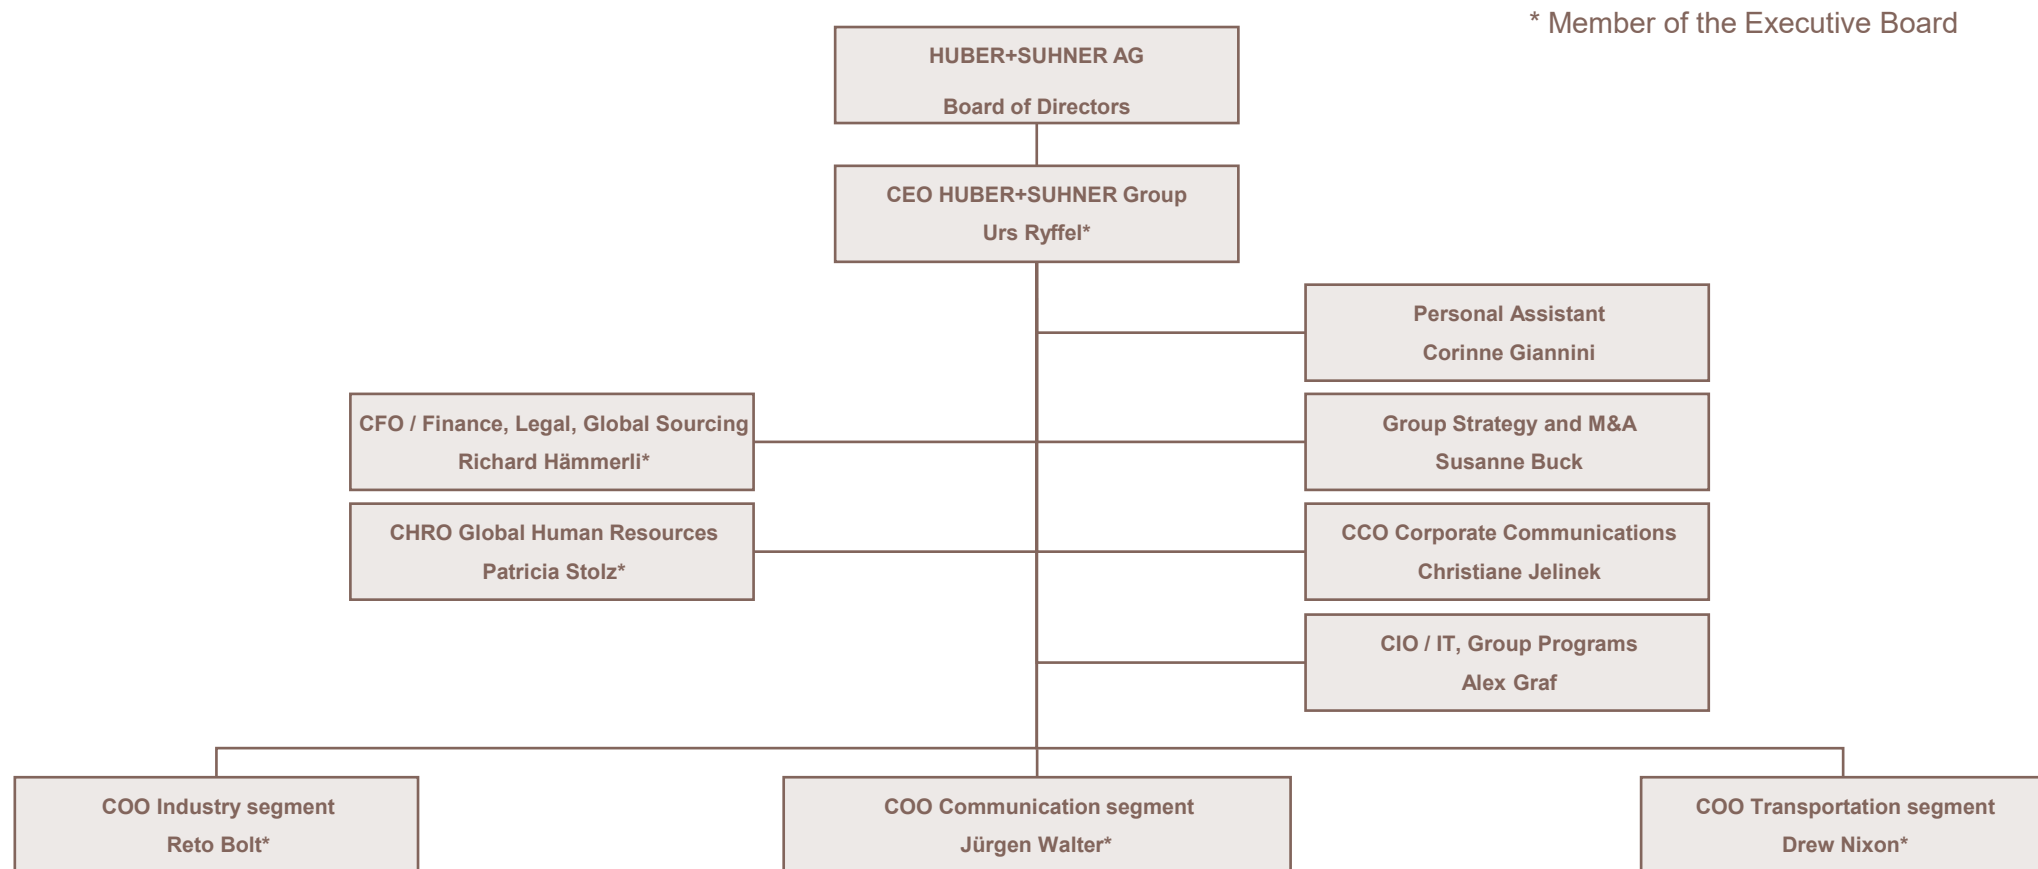 * Member of the Executive Board
HUBER+SUHNER AG
Board of Directors
CEO HUBER+SUHNER Group
Urs Ryffel*
Personal Assistant
Corinne Giannini
CFO / Finance, Legal, Global Sourcing
Richard Hämmerli*
Group Strategy and M&A
Susanne Buck
CHRO Global Human Resources
Patricia Stolz*
CCO Corporate Communications
Christiane Jelinek
CIO / IT, Group Programs
Alex Graf
COO Industry segment
Reto Bolt*
COO Communication segment
Jürgen Walter*
COO Transportation segment
Drew Nixon*